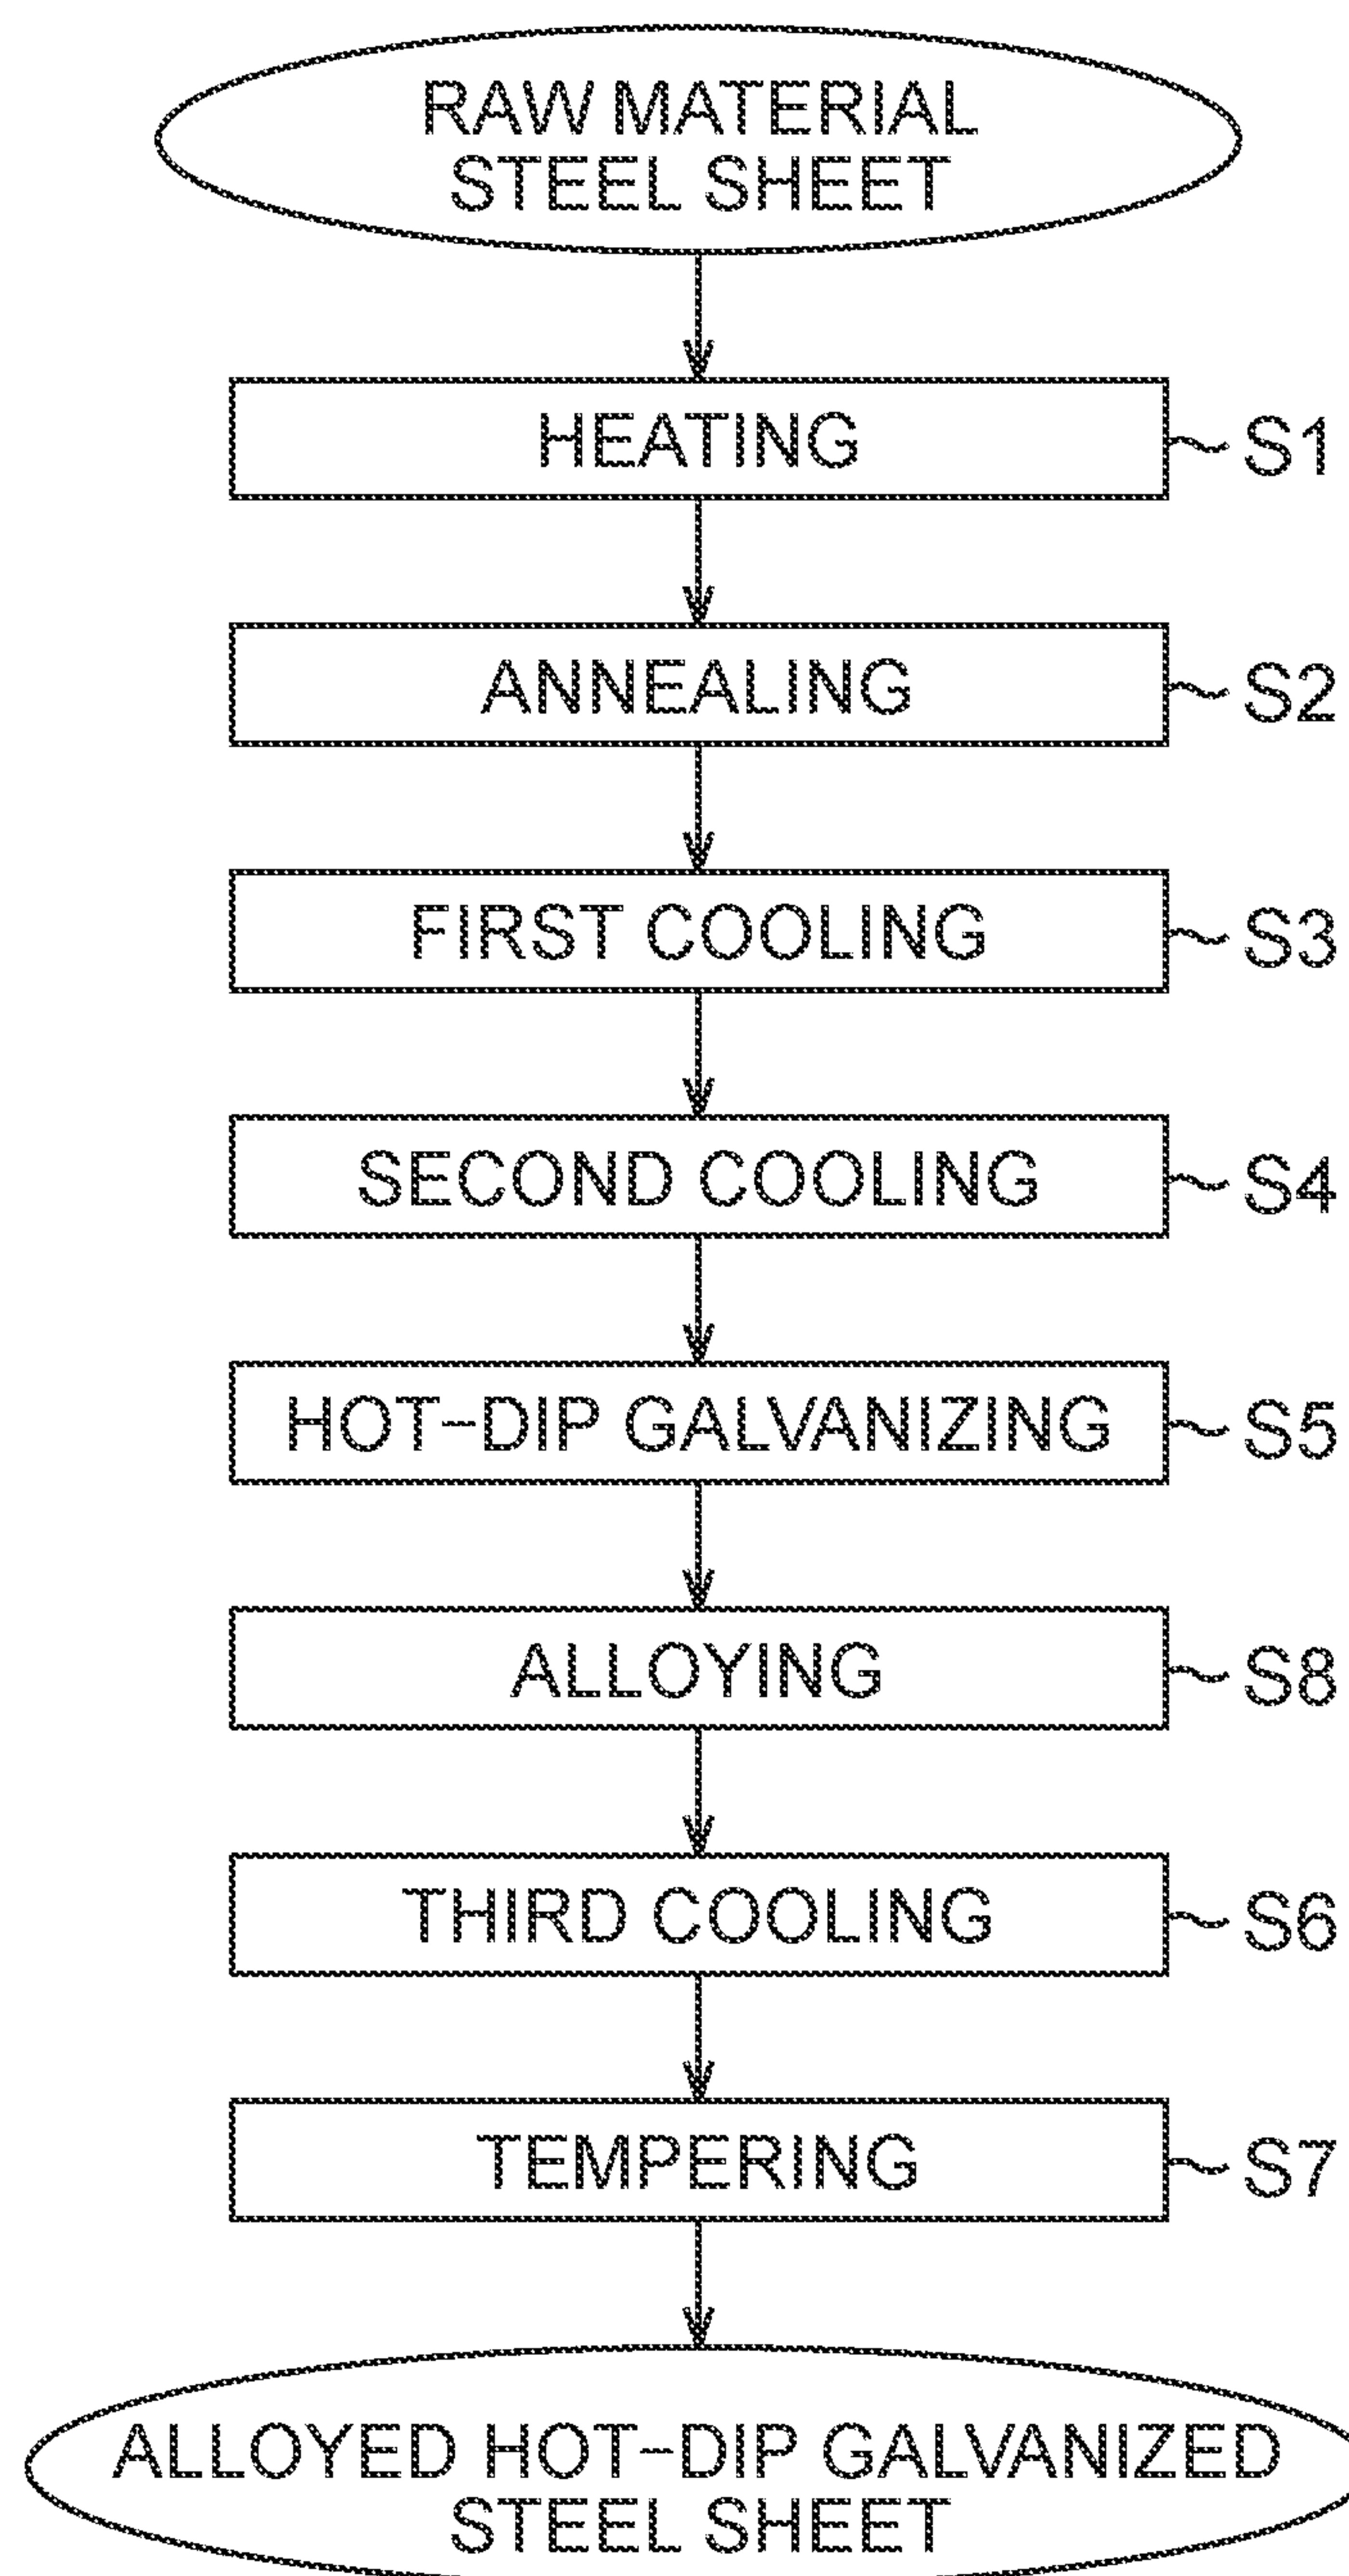 RAW MATERIAL
STEEL SHEET
HEATING
S1
ANNEALING
S2
FIRST COOLING
S3
SECOND COOLING
S4
HOT-DIP GALVANIZING
S5
ALLOYING
S8
THIRD COOLING
S6
TEMPERING
S7
ALLOYED HOT-DIP GALVANIZED
STEEL SHEET